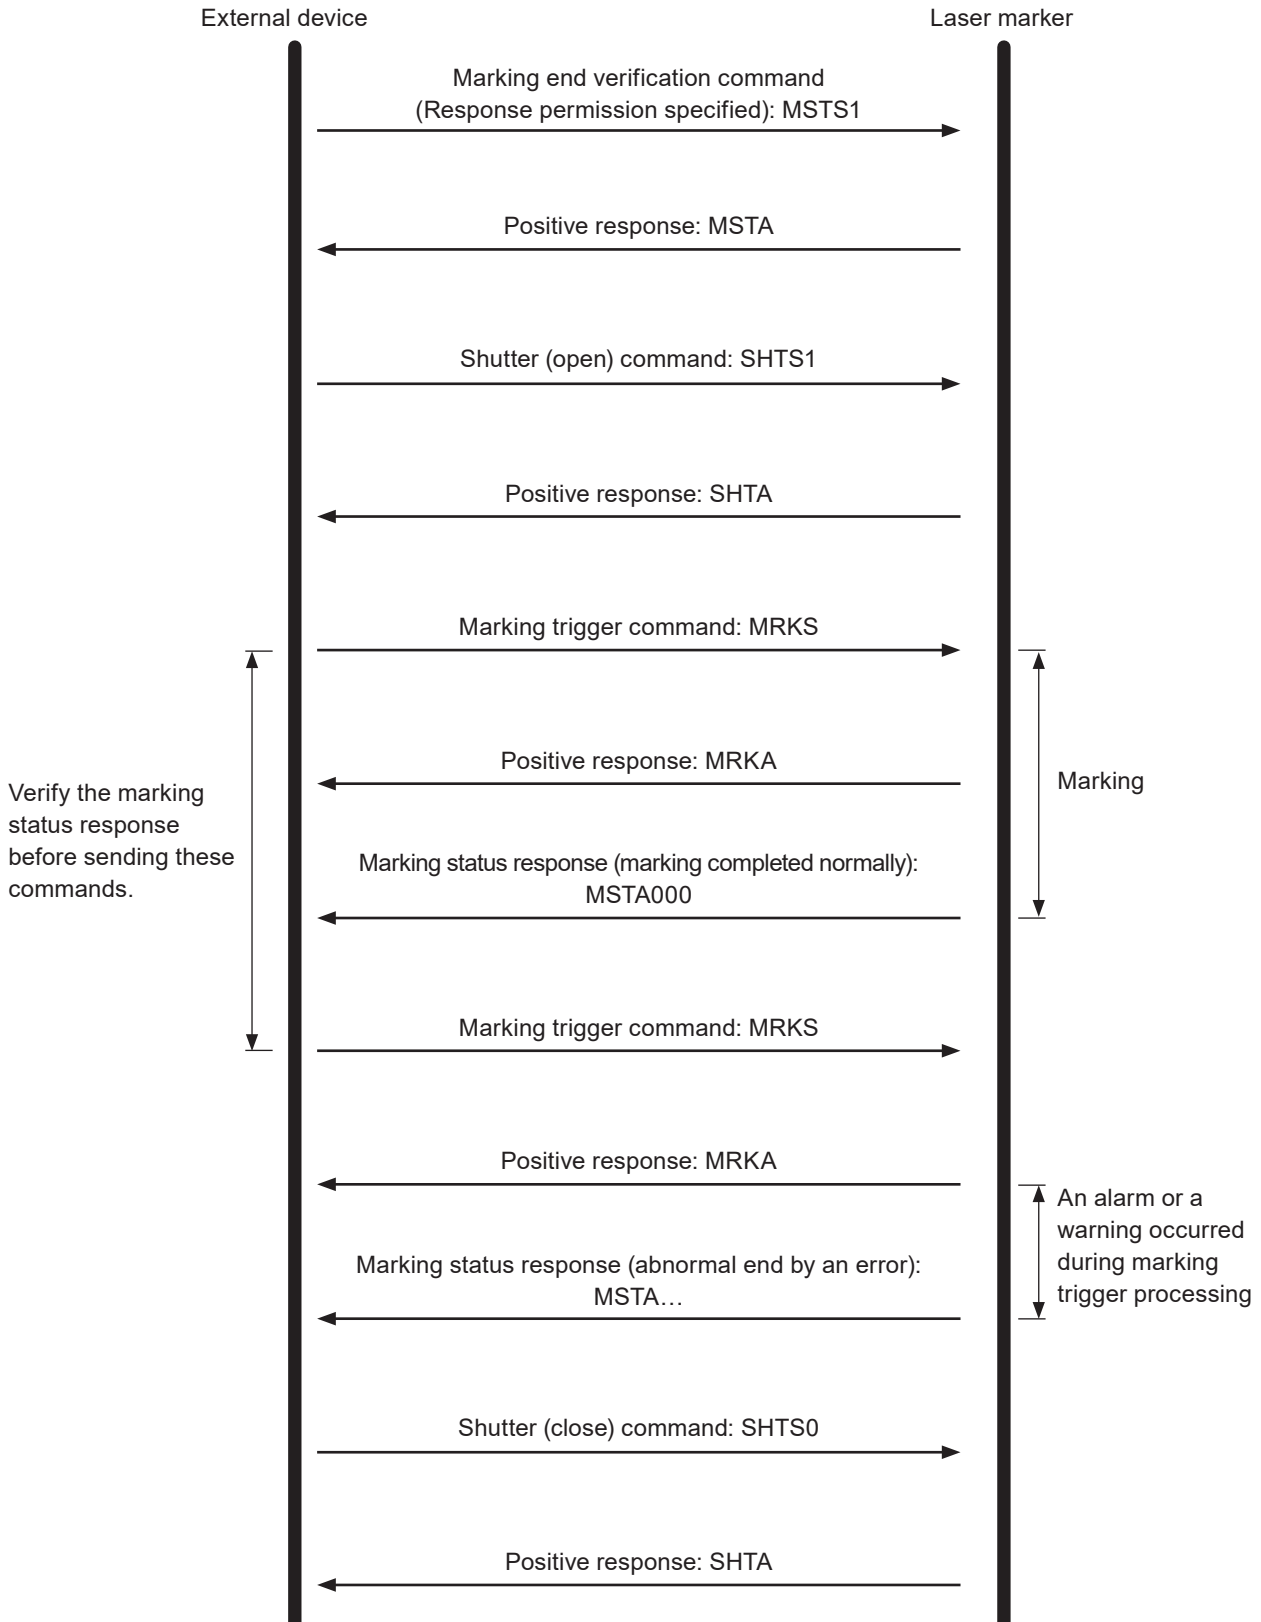 External device
Laser marker
Marking end verification command
(Response permission specified): MSTS1
Positive response: MSTA
Shutter (open) command: SHTS1
Positive response: SHTA
Marking trigger command: MRKS
Positive response: MRKA
Marking
Verify the marking
status response
before sending these
commands.
Marking status response (marking completed normally):
MSTA000
Marking trigger command: MRKS
Positive response: MRKA
An alarm or a
warning occurred
during marking
trigger processing
Marking status response (abnormal end by an error):
MSTA…
Shutter (close) command: SHTS0
Positive response: SHTA